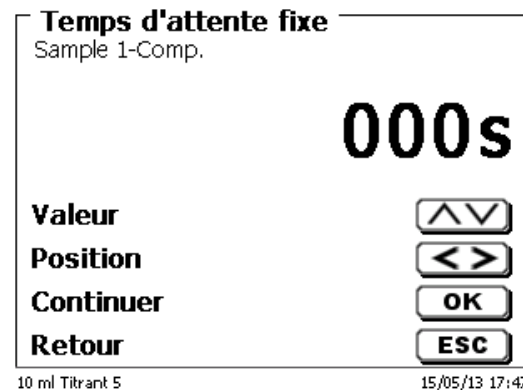 Temps d'attente fixe
Sample 1-Comp.
000s
Valeur
Position
Continuer OK
Retour ESC
10 ml Titrant 5 15/05/13 17:4